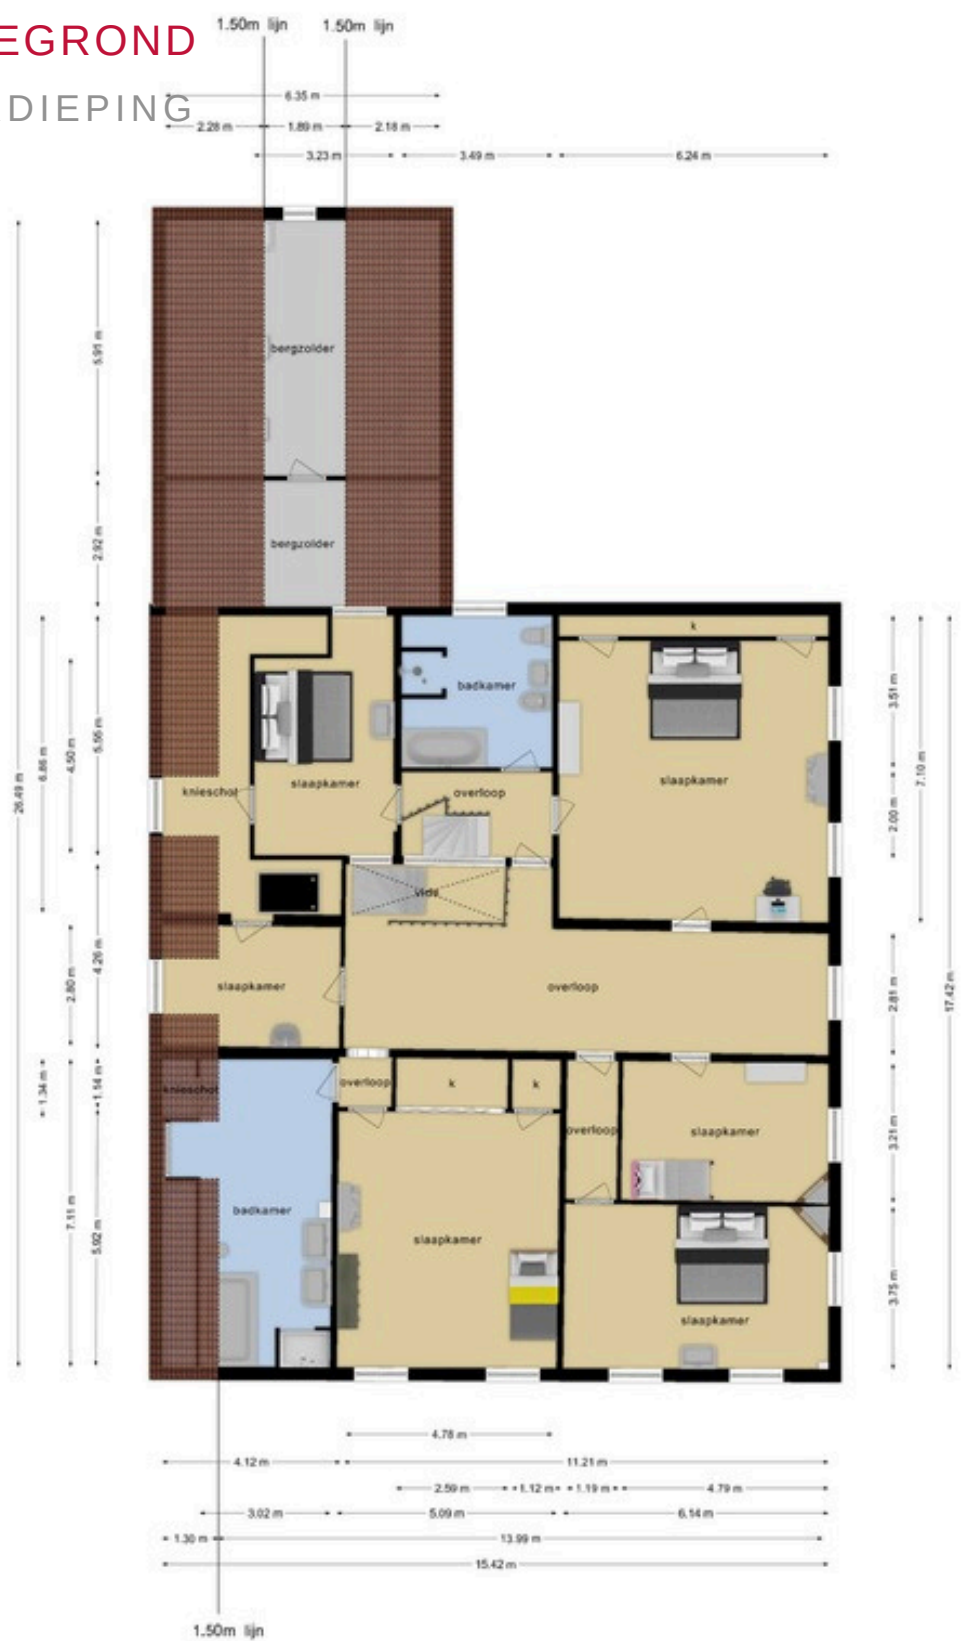 1.50m lijn 1.50m lijn
EGROND
DIEPING
6.35 m
2.28 m 1.89 m 2.18 m
3.23 m 3.49 m 6.24 m
bergzolder
5.91 m
bergzolder
2.92 m
k
badkamer
3.51 m
slaapkamer
slaapkamer
knieschot
overloop
5.55 m
4.50 m
6.86 m
26.49 m
7.10 m
2.00 m
vide
slaapkamer
overloop
4.26 m
2.80 m
2.81 m
17.42 m
knieschot
overloop
k
k
1.34 m
1.14 m
overloop
slaapkamer
3.21 m
badkamer
slaapkamer
7.11 m
5.92 m
slaapkamer
3.75 m
4.78 m
4.12 m 11.21 m
2.59 m 1.12 m 1.19 m 4.79 m
3.02 m 5.09 m 6.14 m
1.30 m 13.99 m
15.42 m
1.50m lijn